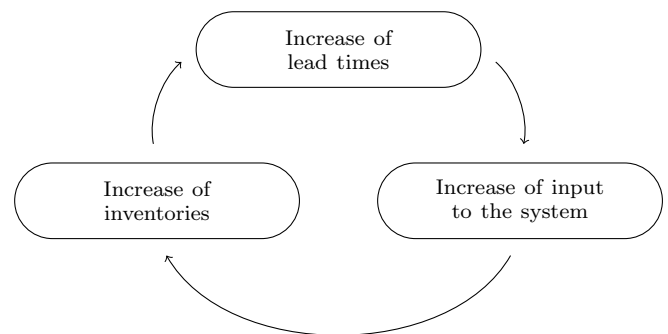 Increase of
lead times
Increase of
inventories
Increase of input
to the system